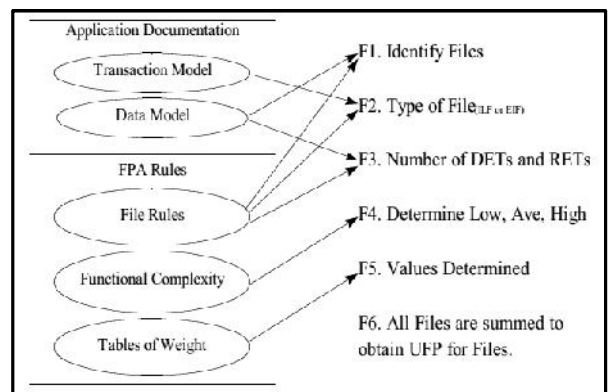 Application Documentation
Transaction Model
Data Model
FPA Rules
File Rules
Functional Complexity
Tables of Weight
F1. Identify Files
F2. Type of File(ILF or EIF)
F3. Number of DETs and RETs
F4. Determine Low, Ave, High
F5. Values Determined
F6. All Files are summed to
obtain UFP for Files.